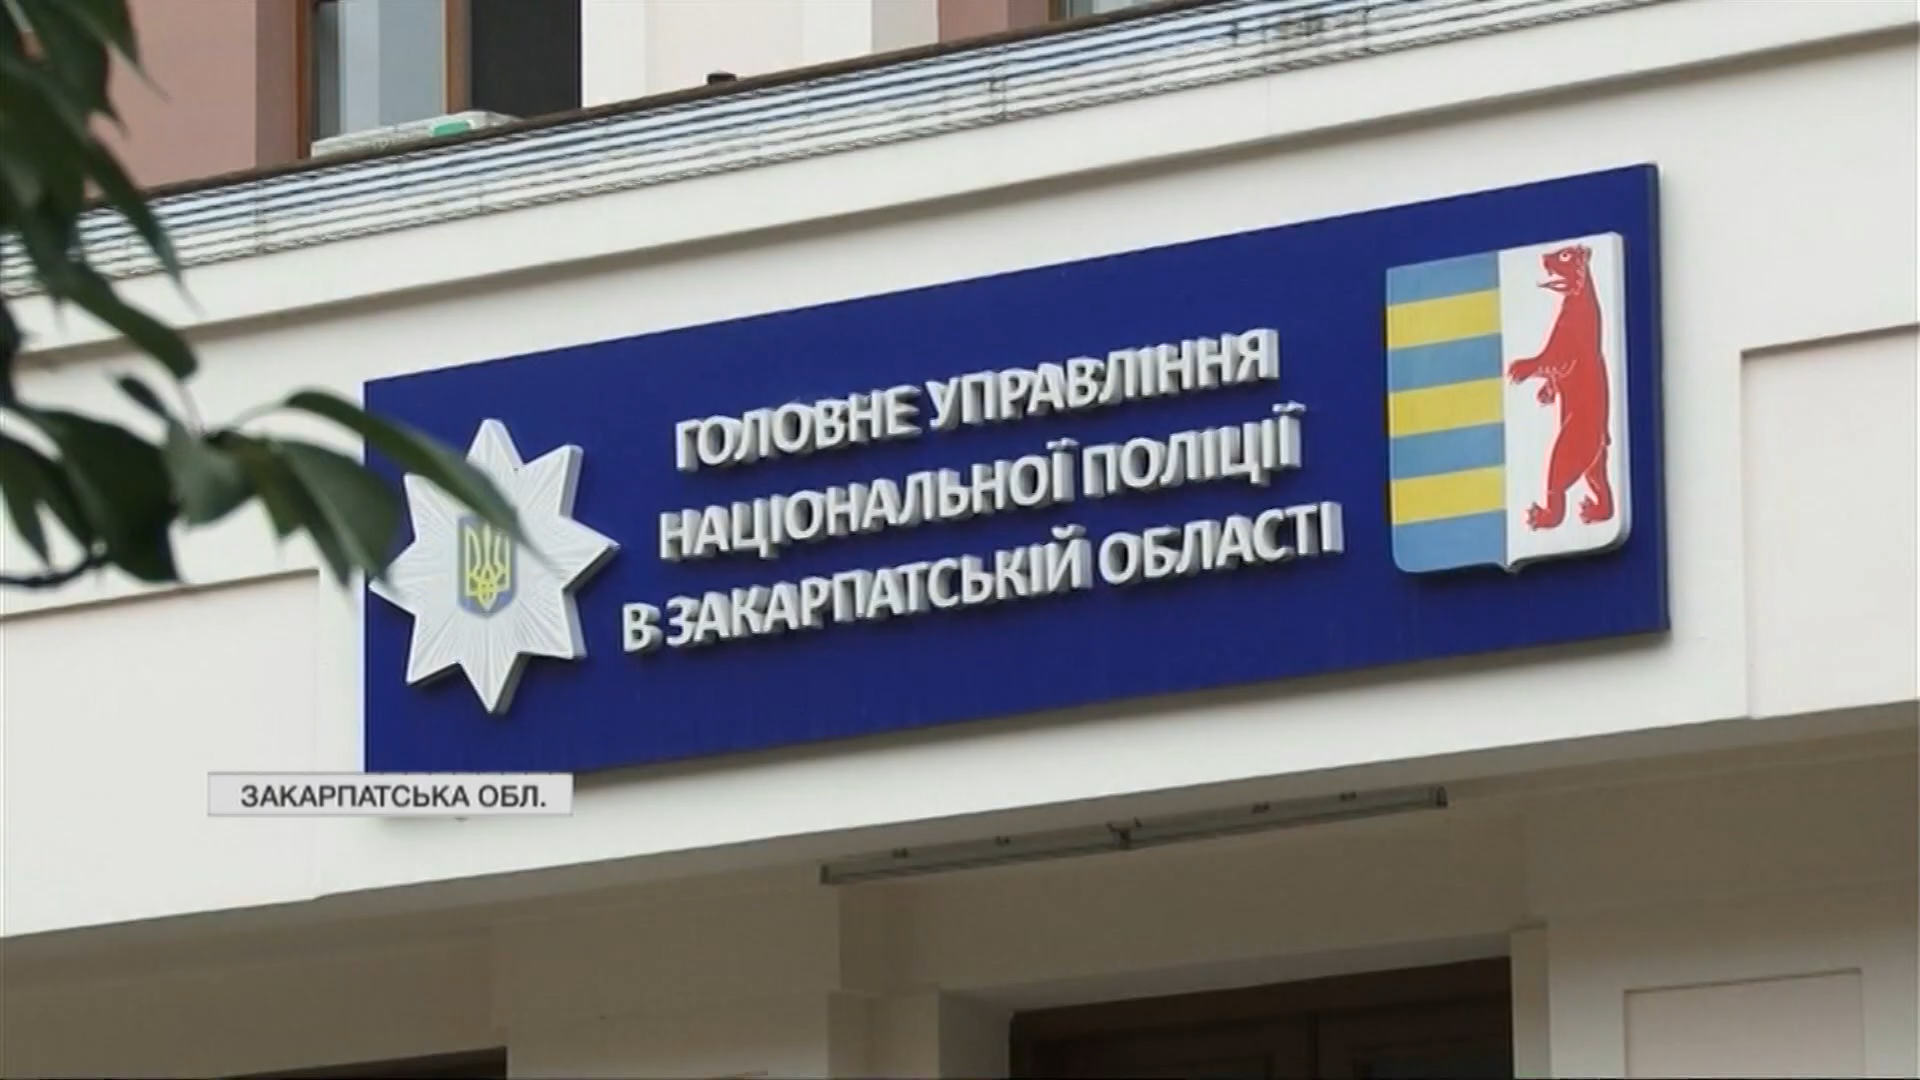 ГОЛОВНЕ УПРАВЛІННЯ
НАЦІОНАЛЬНОЇ ПОЛІЦІЇ
В ЗАКАРПАТСЬКІЙ ОБЛАСТІ
ЗАКАРПАТСЬКА ОБЛ.